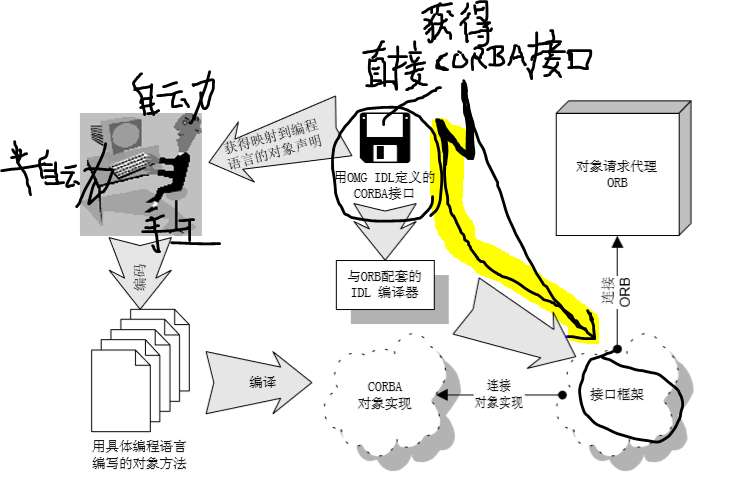 获得
直接CORBA接口
自动
半自动
手工
获得映射到编程
语言的对象声明
用OMG IDL定义的
CORBA接口
对象请求代理
ORB
编码
与ORB配套的
IDL 编译器
连接
ORB
编译
CORBA
对象实现
连接
对象实现
接口框架
用具体编程语言
编写的对象方法